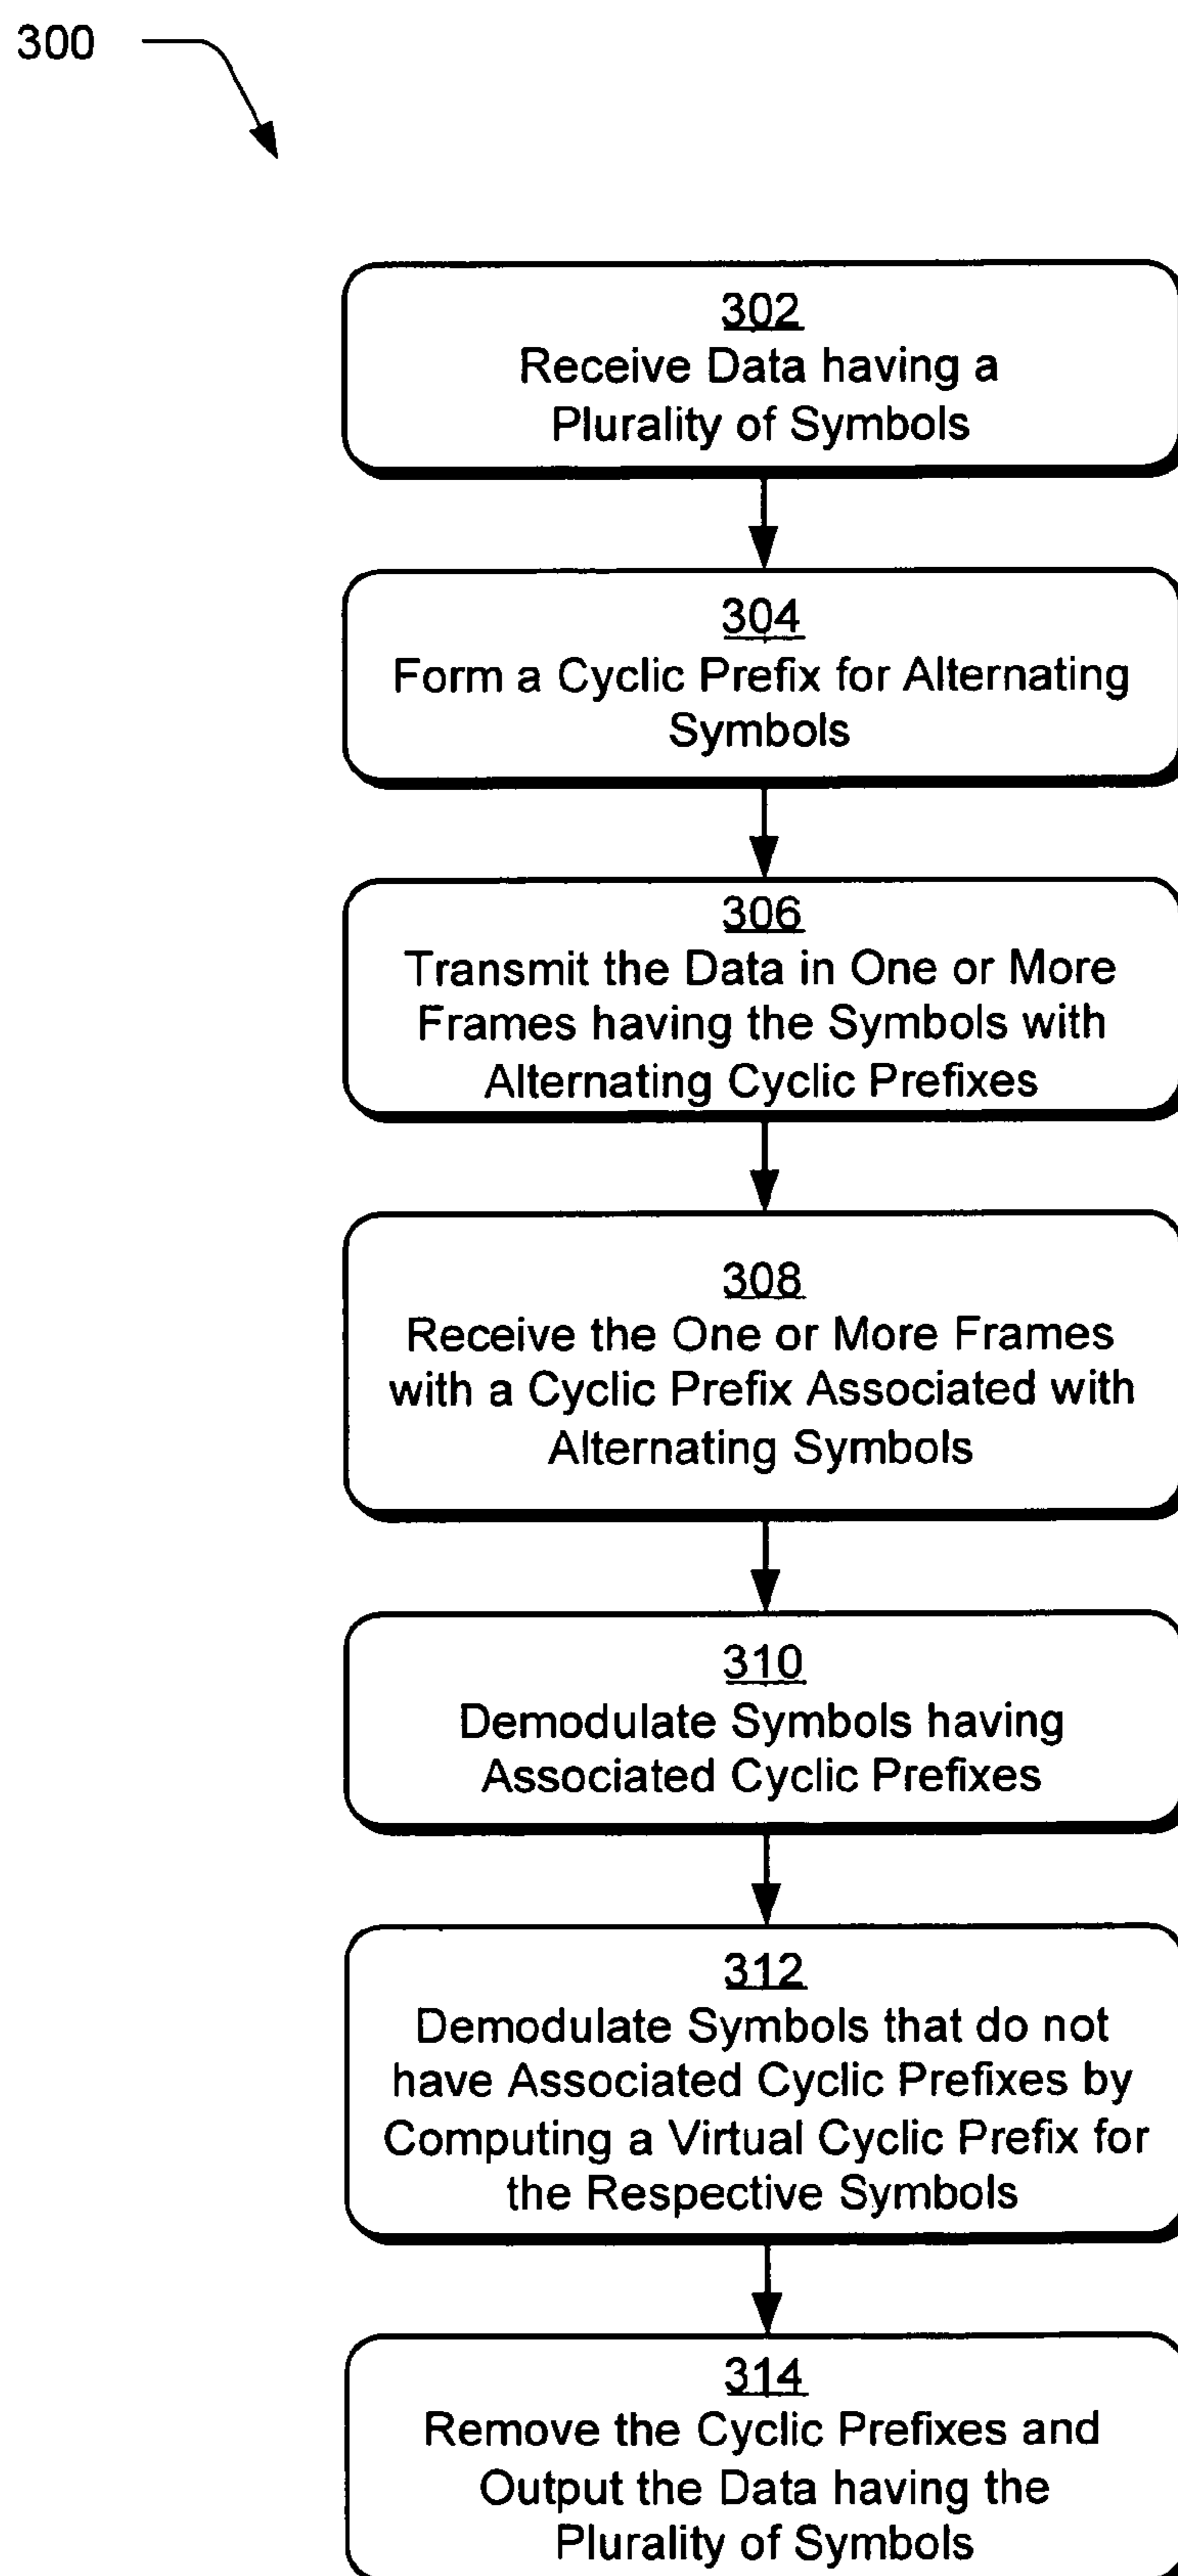 300
302
Receive Data having a
Plurality of Symbols
304
Form a Cyclic Prefix for Alternating
Symbols
306
Transmit the Data in One or More
Frames having the Symbols with
Alternating Cyclic Prefixes
308
Receive the One or More Frames
with a Cyclic Prefix Associated with
Alternating Symbols
310
Demodulate Symbols having
Associated Cyclic Prefixes
312
Demodulate Symbols that do not
have Associated Cyclic Prefixes by
Computing a Virtual Cyclic Prefix for
the Respective Symbols
314
Remove the Cyclic Prefixes and
Output the Data having the
Plurality of Symbols